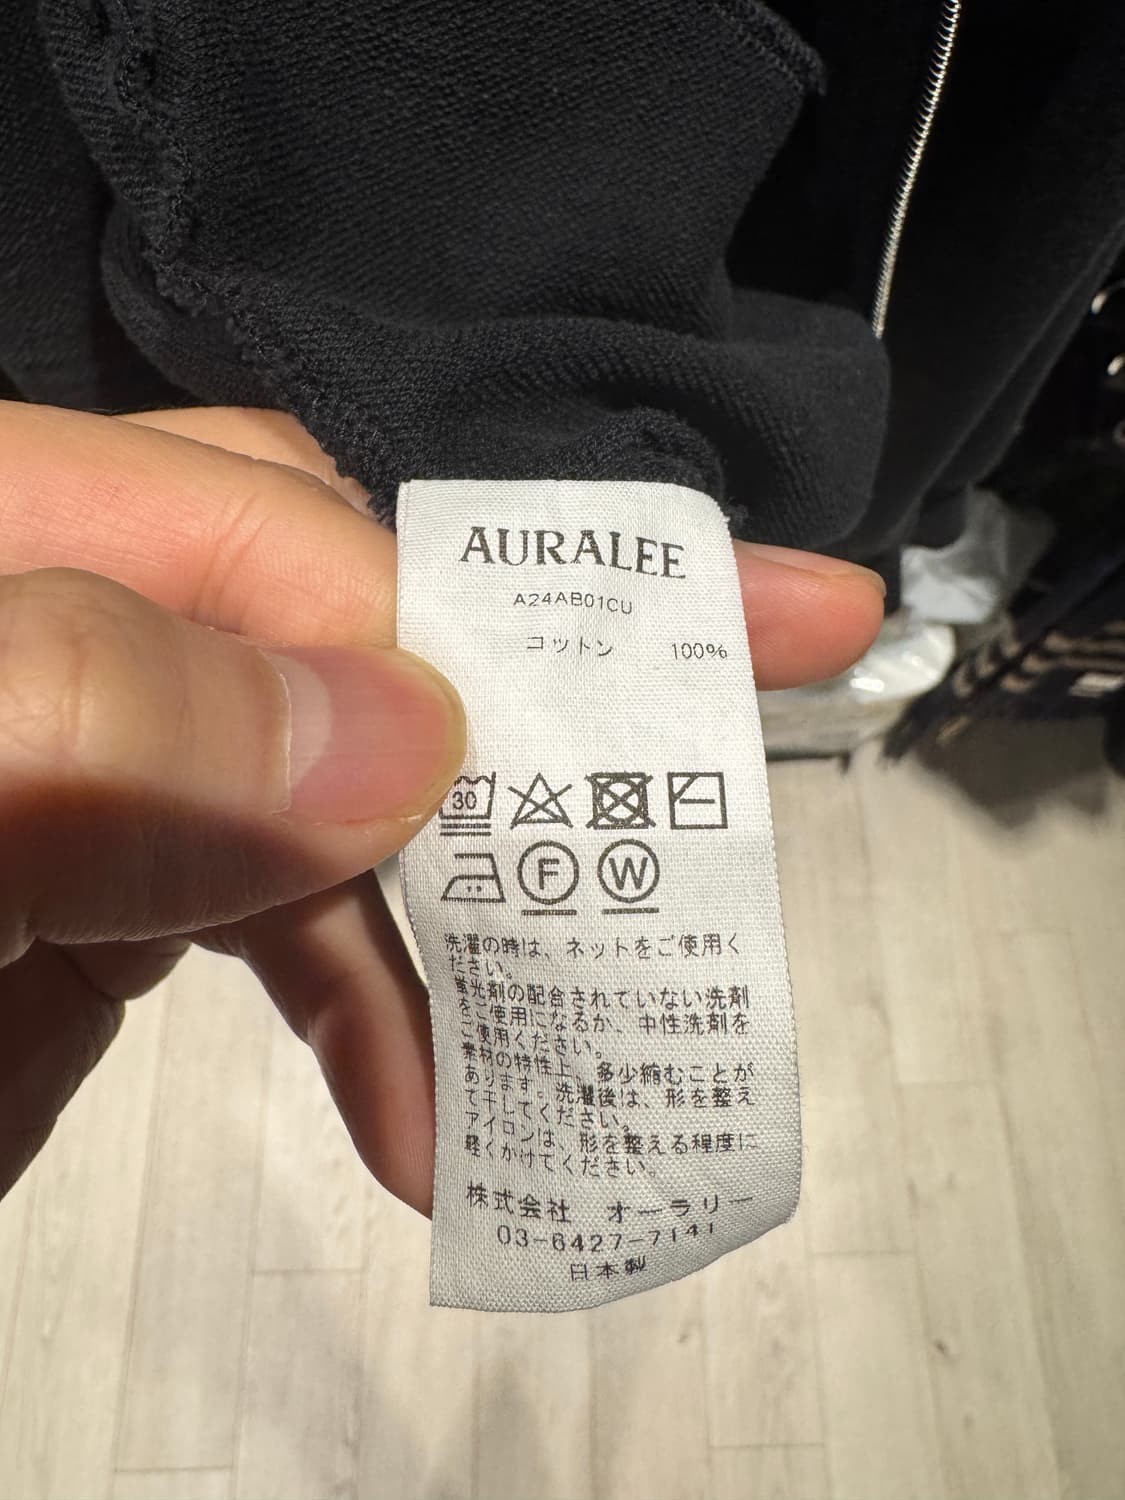 AURALEE
A24AB01CU
コットン 100%
30
F W
洗濯の時は、ネットをご使用く
ださい。
蛍光剤の配合されていない洗剤
をご使用になるか、中性洗剤を
ご使用ください。
素材の特性上、多少縮むことが
あります。洗濯後は、形を整え
て干してください。
アイロンは、形を整える程度に
軽くかけてください。
株式会社 オーラリー
03-6427-7141
日本製